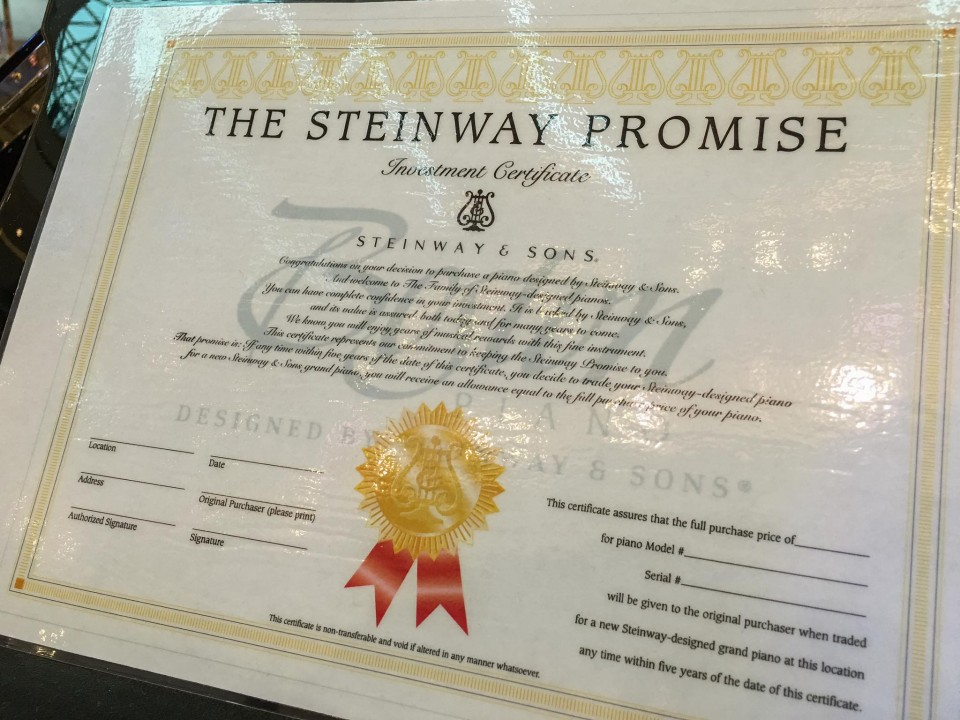 THE STEINWAY PROMISE
Investment Certificate
STEINWAY & SONS®
Congratulations on your decision to purchase a piano designed by Steinway & Sons.
And welcome to The Family of Steinway-designed pianos.
You can have complete confidence in your investment. It is backed by Steinway & Sons,
and its value is assured, both today and for many years to come.
We know you will enjoy years of musical rewards with this fine instrument.
This certificate represents our commitment to keeping the Steinway Promise to you.
That promise is: If any time within five years of the date of this certificate, you decide to trade your Steinway-designed piano
for a new Steinway & Sons grand piano, you will receive an allowance equal to the full purchase price of your piano.
PIANO
DESIGNED BY STEINWAY & SONS®
Location
Date
Address
Original Purchaser (please print)
Authorized Signature
Signature
This certificate assures that the full purchase price of
for piano Model #
Serial #
will be given to the original purchaser when traded
for a new Steinway-designed grand piano at this location
any time within five years of the date of this certificate.
This certificate is non-transferable and void if altered in any manner whatsoever.